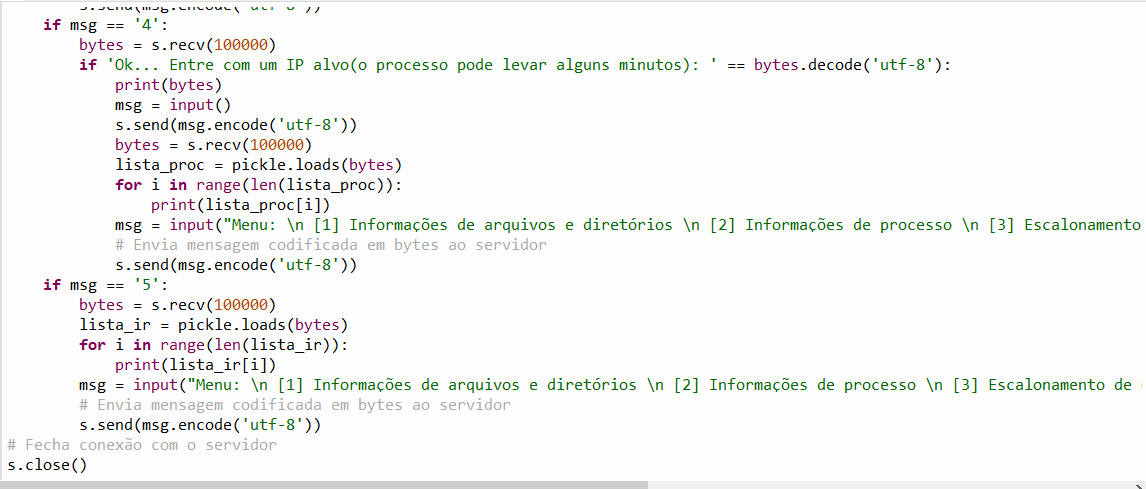 s.send(msg.encode('utf-8'))
if msg == '4':
bytes = s.recv(100000)
if 'Ok... Entre com um IP alvo(o processo pode levar alguns minutos): ' == bytes.decode('utf-8'):
print(bytes)
msg = input()
s.send(msg.encode('utf-8'))
bytes = s.recv(100000)
lista_proc = pickle.loads(bytes)
for i in range(len(lista_proc)):
print(lista_proc[i])
msg = input("Menu: \n [1] Informações de arquivos e diretórios \n [2] Informações de processo \n [3] Escalonamento
# Envia mensagem codificada em bytes ao servidor
s.send(msg.encode('utf-8'))
if msg == '5':
bytes = s.recv(100000)
lista_ir = pickle.loads(bytes)
for i in range(len(lista_ir)):
print(lista_ir[i])
msg = input("Menu: \n [1] Informações de arquivos e diretórios \n [2] Informações de processo \n [3] Escalonamento de
# Envia mensagem codificada em bytes ao servidor
s.send(msg.encode('utf-8'))
# Fecha conexão com o servidor
s.close()